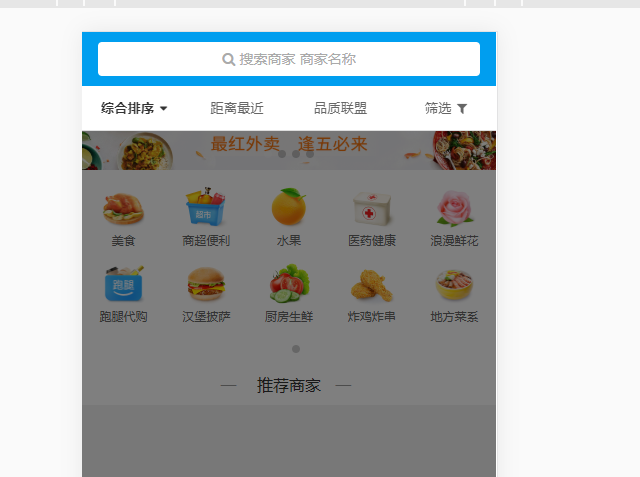 搜索商家 商家名称
综合排序 距离最近 品质联盟 筛选
最红外卖 逢五必来
超市
美食 商超便利 水果 医药健康 浪漫鲜花
跑腿
跑腿代购 汉堡披萨 厨房生鲜 炸鸡炸串 地方菜系
推荐商家